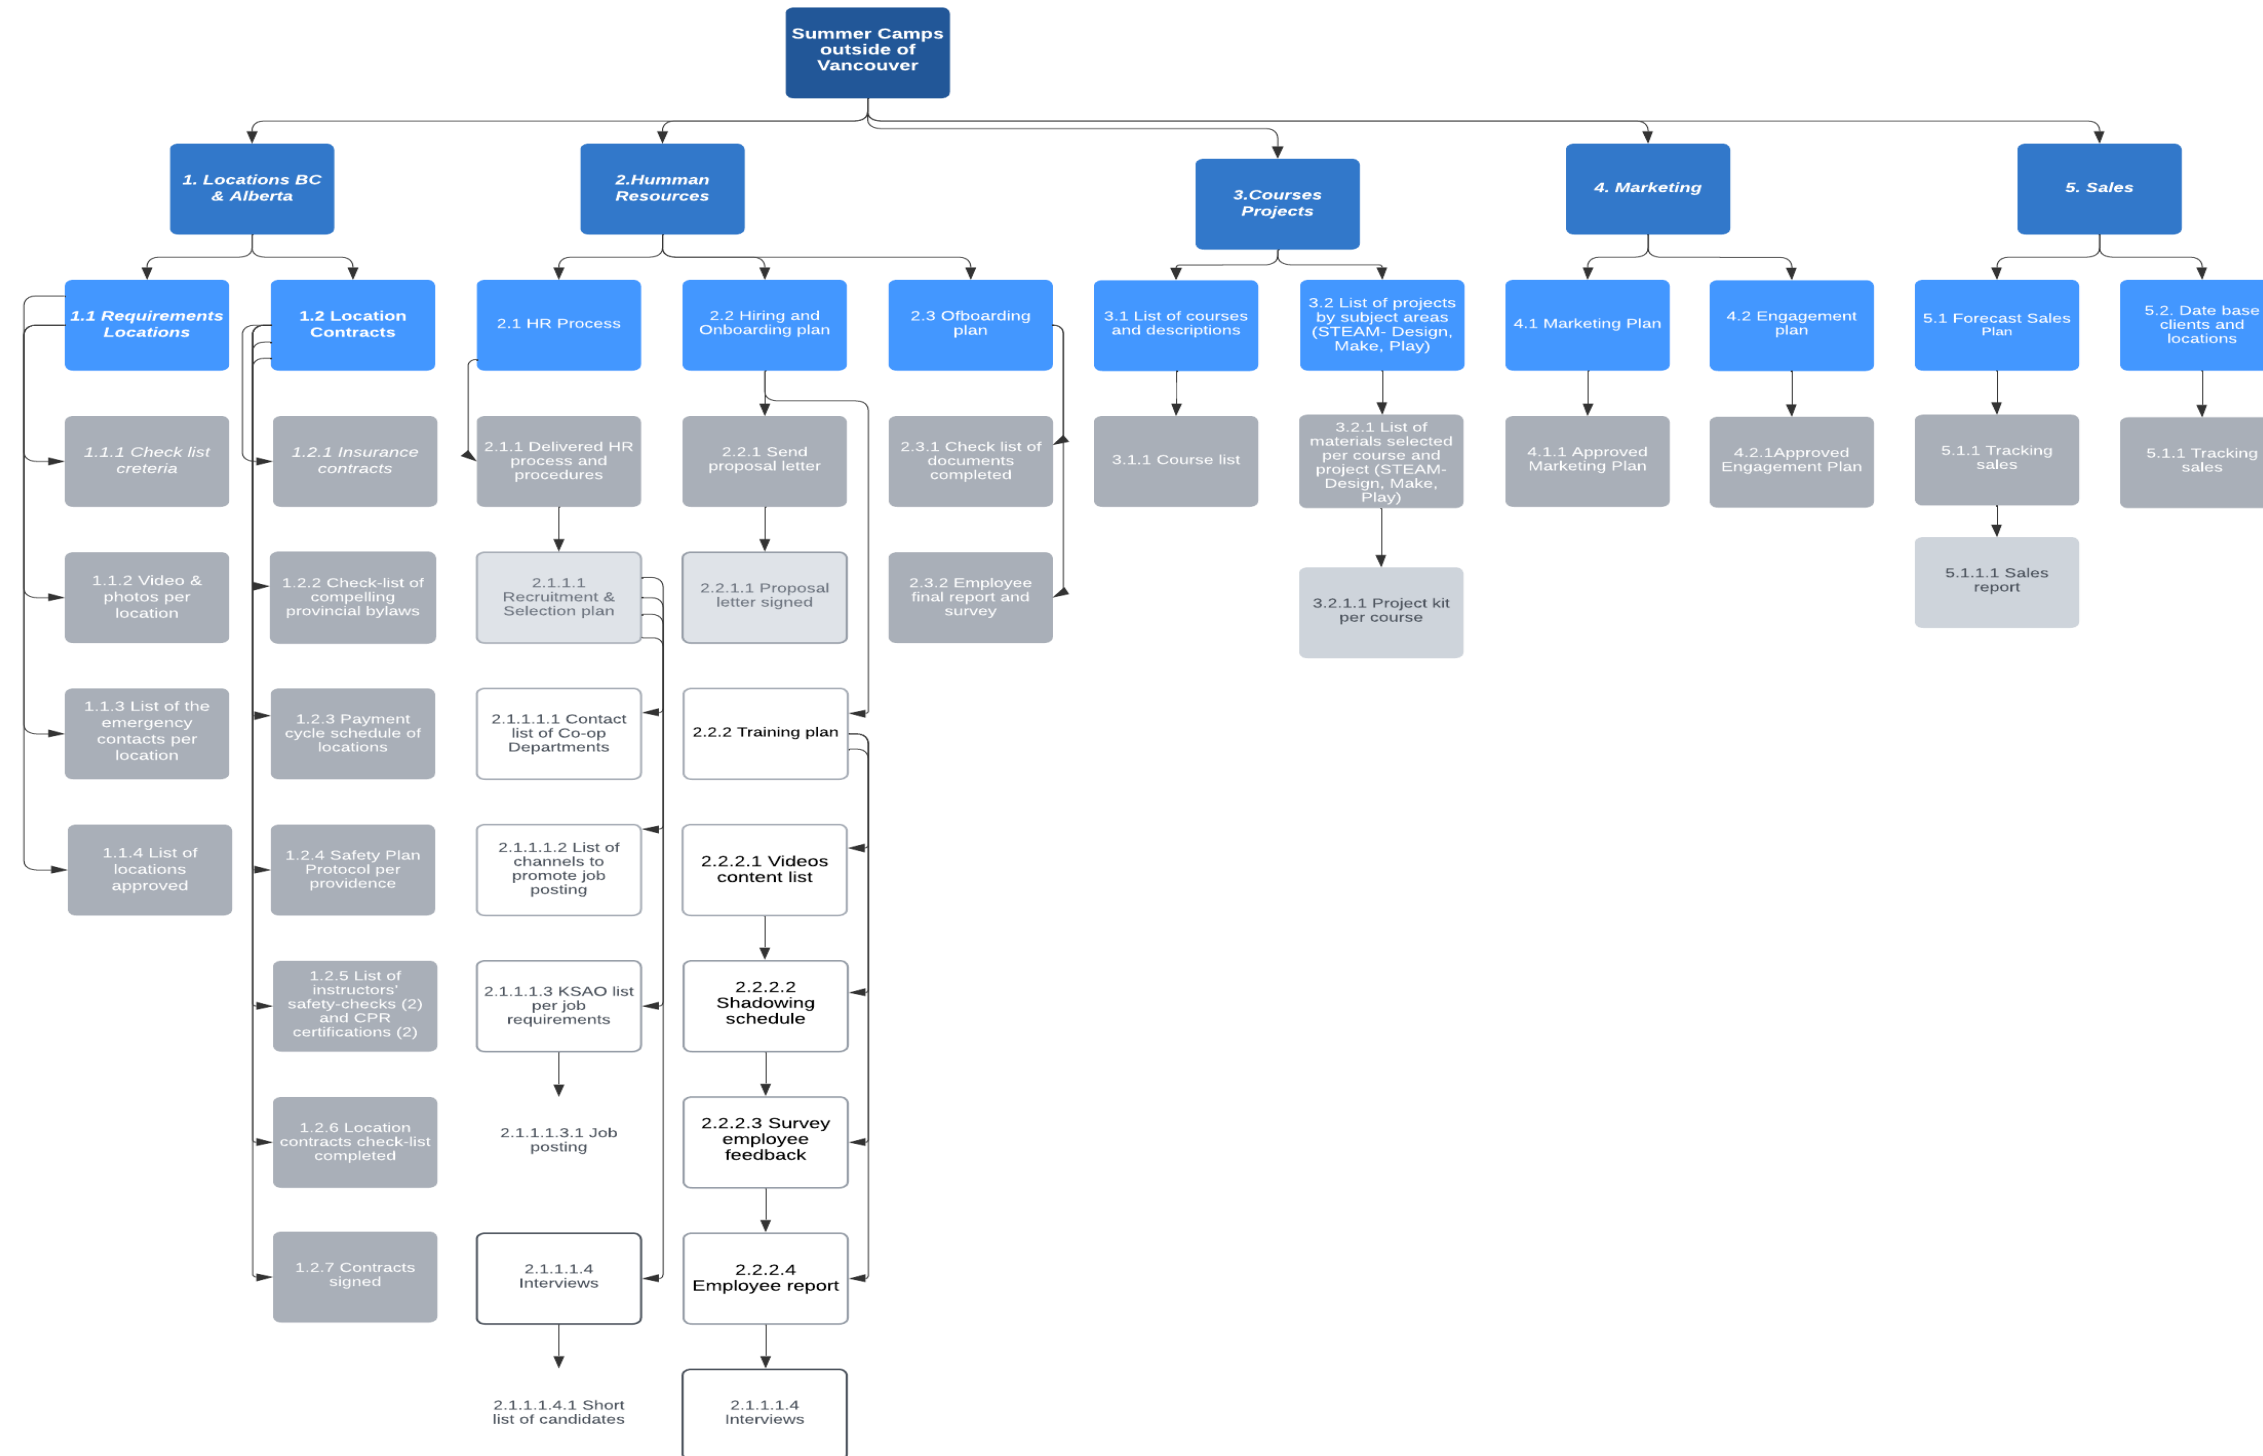 Summer Camps
outside of
Vancouver
1. Locations BC
& Alberta
2.Humman
Resources
3.Courses
Projects
4. Marketing
5. Sales
1.1 Requirements
Locations
1.2 Location
Contracts
2.1 HR Process
2.2 Hiring and
Onboarding plan
2.3 Ofboarding
plan
3.1 List of courses
and descriptions
3.2 List of projects
by subject areas
(STEAM- Design,
Make, Play)
4.1 Marketing Plan
4.2 Engagement
plan
5.1 Forecast Sales
Plan
5.2. Date base
clients and
locations
1.1.1 Check list
creteria
1.2.1 Insurance
contracts
2.1.1 Delivered HR
process and
procedures
2.2.1 Send
proposal letter
2.3.1 Check list of
documents
completed
3.1.1 Course list
3.2.1 List of
materials selected
per course and
project (STEAM-
Design, Make,
Play)
4.1.1 Approved
Marketing Plan
4.2.1Approved
Engagement Plan
5.1.1 Tracking
sales
5.1.1 Tracking
sales
1.1.2 Video &
photos per
location
1.2.2 Check-list of
compelling
provincial bylaws
2.1.1.1
Recruitment &
Selection plan
2.2.1.1 Proposal
letter signed
2.3.2 Employee
final report and
survey
3.2.1.1 Project kit
per course
5.1.1.1 Sales
report
1.1.3 List of the
emergency
contacts per
location
1.2.3 Payment
cycle schedule of
locations
2.1.1.1.1 Contact
list of Co-op
Departments
2.2.2 Training plan
1.1.4 List of
locations
approved
1.2.4 Safety Plan
Protocol per
providence
2.1.1.1.2 List of
channels to
promote job
posting
2.2.2.1 Videos
content list
1.2.5 List of
instructors'
safety-checks (2)
and CPR
certifications (2)
2.1.1.1.3 KSAO list
per job
requirements
2.2.2.2
Shadowing
schedule
1.2.6 Location
contracts check-list
completed
2.1.1.1.3.1 Job
posting
2.2.2.3 Survey
employee
feedback
1.2.7 Contracts
signed
2.1.1.1.4
Interviews
2.2.2.4
Employee report
2.1.1.1.4.1 Short
list of candidates
2.1.1.1.4
Interviews